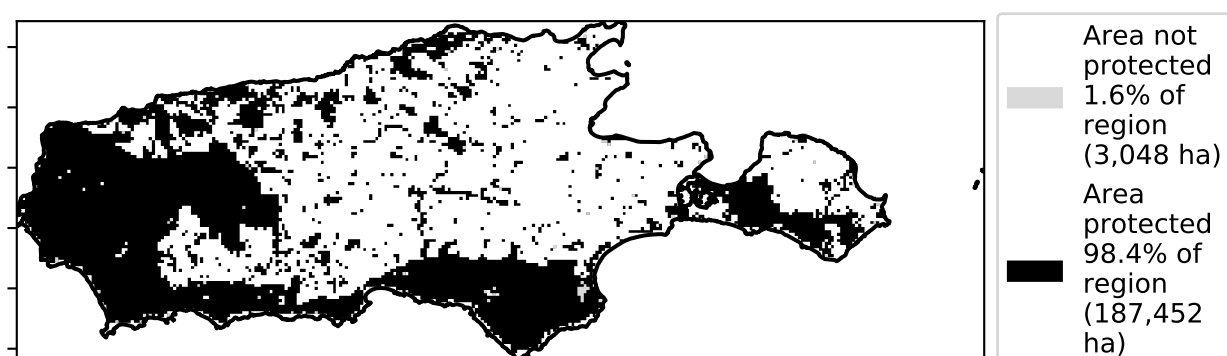 Area not
protected
1.6% of
region
(3,048 ha)
Area
protected
98.4% of
region
(187,452
ha)